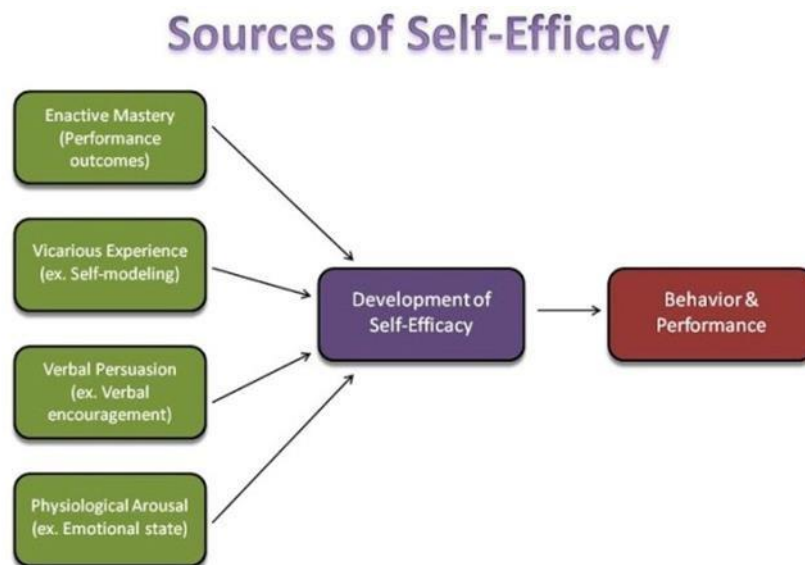 Sources of Self-Efficacy
Enactive Mastery
(Performance
outcomes)
Vicarious Experience
(ex. Self-modeling)
Verbal Persuasion
(ex. Verbal
encouragement)
Physiological Arousal
(ex. Emotional state)
Development of
Self-Efficacy
Behavior &
Performance